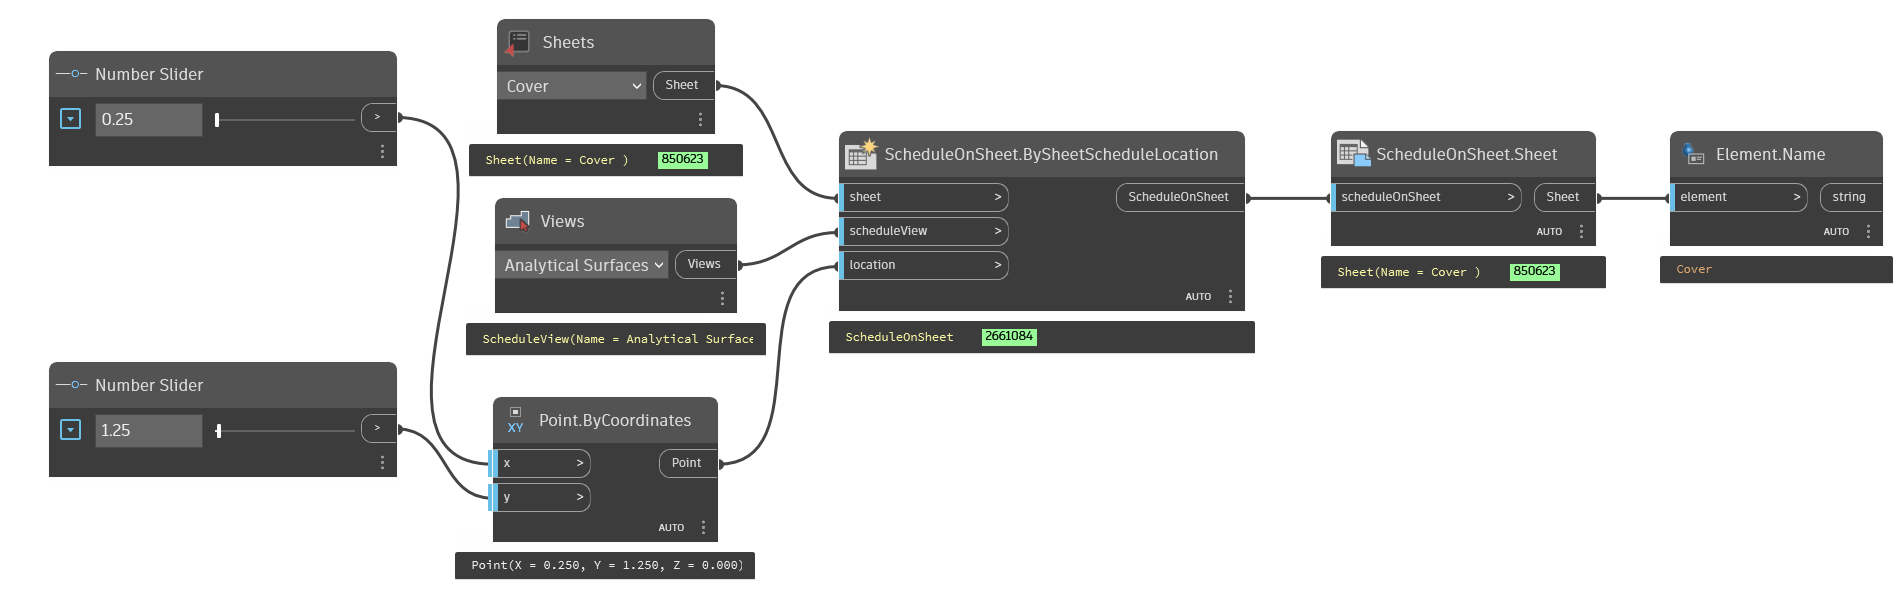 Number Slider
0.25
>
Sheets
Cover
Sheet
Sheet(Name = Cover )
850623
Views
Analytical Surfaces
Views
ScheduleView(Name = Analytical Surface
Number Slider
1.25
>
XY
Point.ByCoordinates
x >
Point
y >
AUTO
Point(X = 0.250, Y = 1.250, Z = 0.000)
ScheduleOnSheet.BySheetScheduleLocation
sheet >
ScheduleOnSheet
scheduleView >
location >
AUTO
ScheduleOnSheet
2661084
ScheduleOnSheet.Sheet
scheduleOnSheet >
Sheet
AUTO
Sheet(Name = Cover )
850623
Element.Name
element >
string
AUTO
Cover